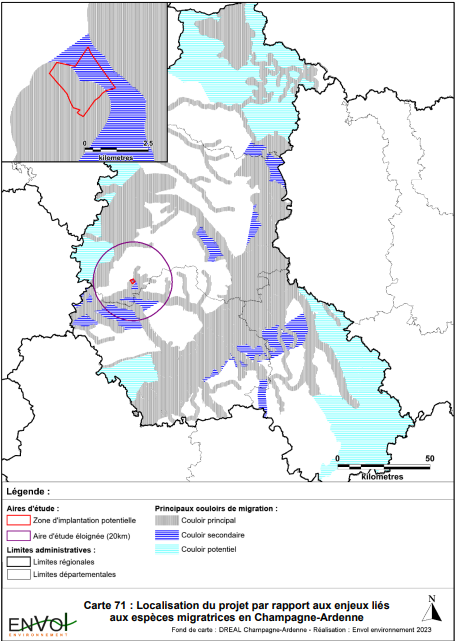 0 2.5
kilomètres
0 50
kilomètres
Légende :
Aires d'étude :
Zone d'implantation potentielle
Aire d'étude éloignée (20km)
Limites administratives :
Limites régionales
Limites départementales
Principaux couloirs de migration :
Couloir principal
Couloir secondaire
Couloir potentiel
Carte 71 : Localisation du projet par rapport aux enjeux liés
aux espèces migratrices en Champagne-Ardenne
Fond de carte : DREAL Champagne-Ardenne - Réalisation : Envol environnement 2023
ENVOL
ENVIRONNEMENT
N